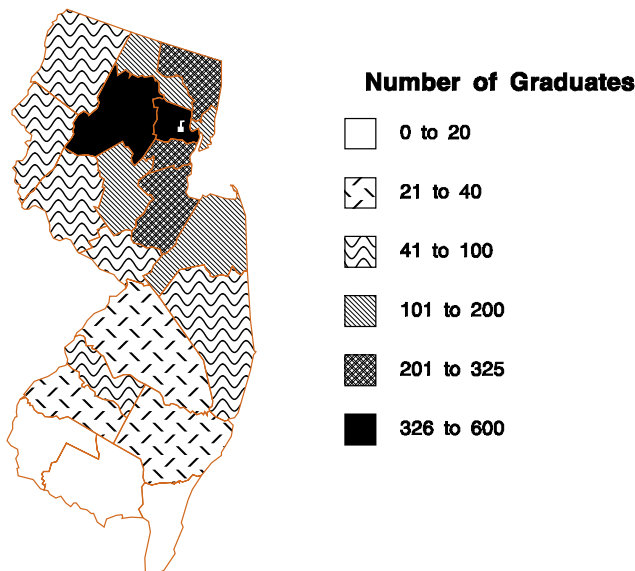 Number of Graduates
0 to 20
21 to 40
41 to 100
101 to 200
201 to 325
326 to 600